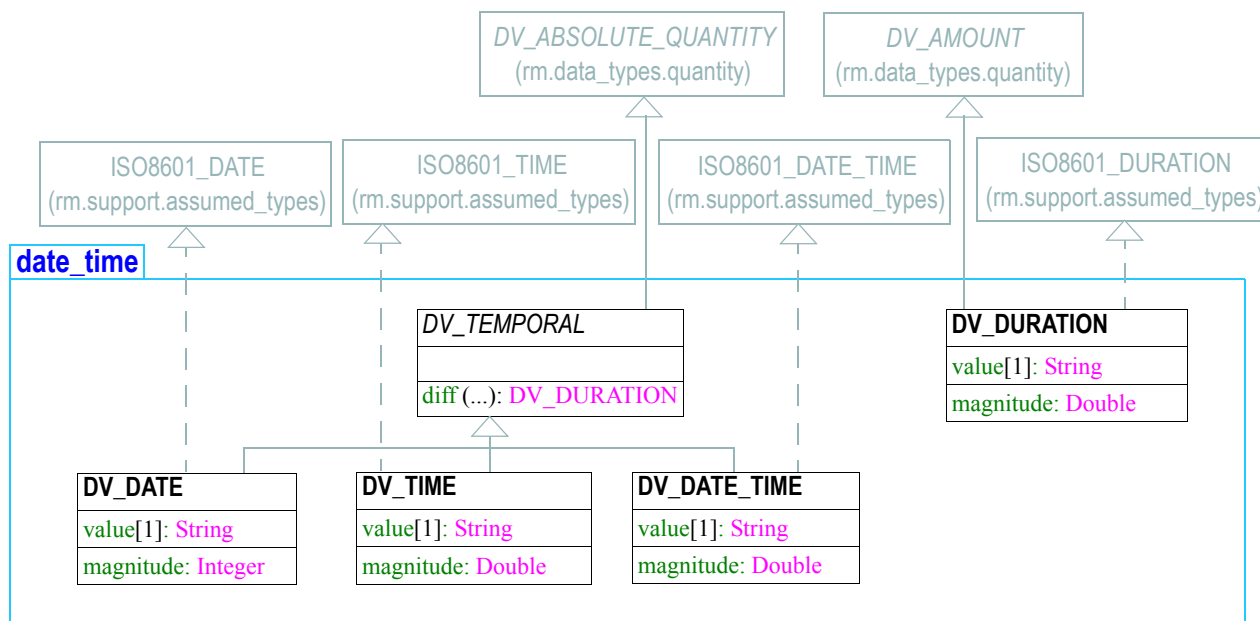 DV_ABSOLUTE_QUANTITY
(rm.data_types.quantity)
DV_AMOUNT
(rm.data_types.quantity)
ISO8601_DATE
(rm.support.assumed_types)
ISO8601_TIME
(rm.support.assumed_types)
ISO8601_DATE_TIME
(rm.support.assumed_types)
ISO8601_DURATION
(rm.support.assumed_types)
date_time
DV_TEMPORAL
diff (...): DV_DURATION
DV_DURATION
value[1]: String
magnitude: Double
DV_DATE
value[1]: String
magnitude: Integer
DV_TIME
value[1]: String
magnitude: Double
DV_DATE_TIME
value[1]: String
magnitude: Double